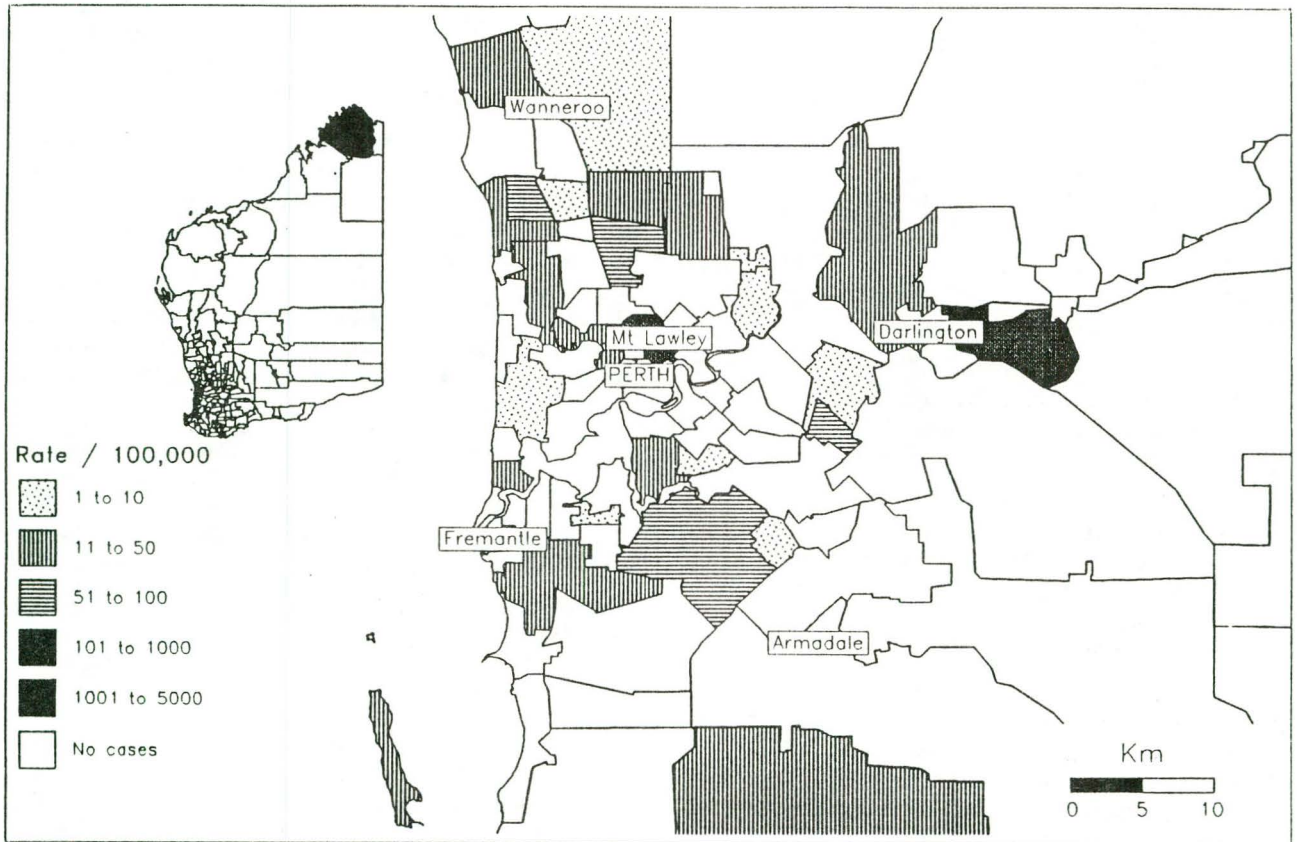 Wanneroo
Mt Lawley
Darlington
PERTH
Rate / 100,000
1 to 10
11 to 50
51 to 100
101 to 1000
1001 to 5000
No cases
Fremantle
Armadale
Km
0 5 10